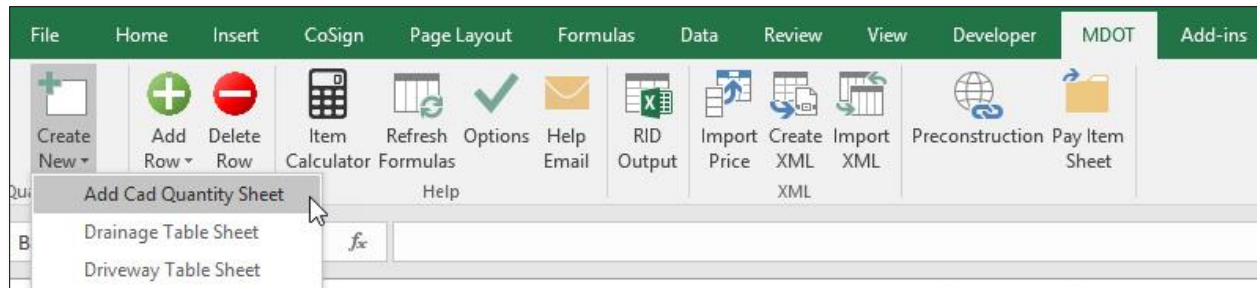 File Home Insert CoSign Page Layout Formulas Data Review View Developer MDOT Add-ins
Create Add Delete Item Refresh Options Help RID Import Create Import Preconstruction Pay Item
New Row Row Calculator Formulas Email Output Price XML XML Sheet
Help XML
Add Cad Quantity Sheet
Drainage Table Sheet
B fx
Driveway Table Sheet